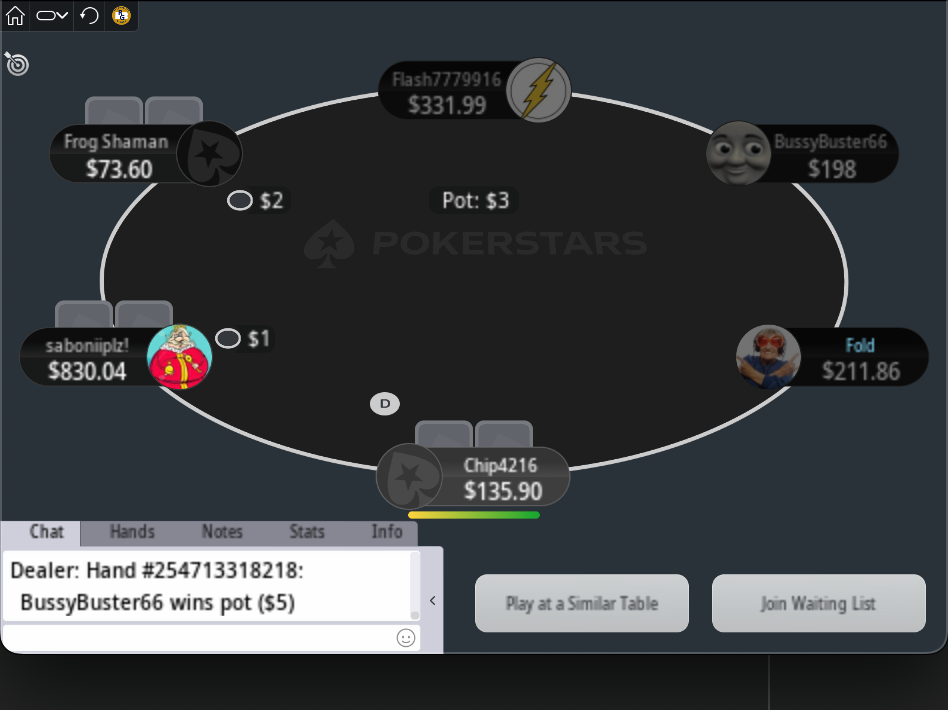 Flash7779916
$331.99
Frog Shaman
$73.60
BussyBuster66
$198
$2
Pot: $3
POKERSTARS
saboniiplz!
$830.04
$1
Fold
$211.86
D
Chip4216
$135.90
Chat Hands Notes Stats Info
Dealer: Hand #254713318218:
BussyBuster66 wins pot ($5)
Play at a Similar Table
Join Waiting List